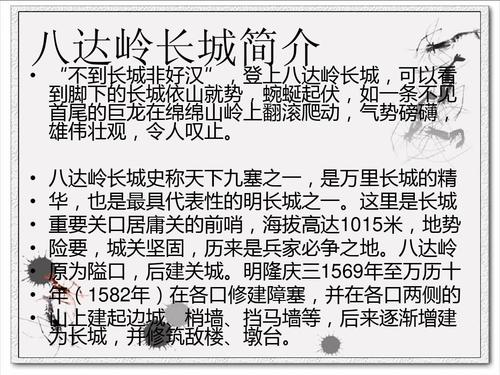 八达岭长城简介
• “不到长城非好汉”，登上八达岭长城，可以看
到脚下的长城依山就势，蜿蜒起伏，如一条不见
首尾的巨龙在绵绵山岭上翻滚爬动，气势磅礴，
雄伟壮观，令人叹止。
• 八达岭长城史称天下九塞之一，是万里长城的精
• 华，也是最具代表性的明长城之一。这里是长城
• 重要关口居庸关的前哨，海拔高达1015米，地势
• 险要，城关坚固，历来是兵家必争之地。八达岭
• 原为隘口，后建关城。明隆庆三1569年至万历十
• 年（1582年）在各口修建障塞，并在各口两侧的
• 山上建起边城、梢墙、挡马墙等，后来逐渐增建
• 为长城，并修筑敌楼、墩台。